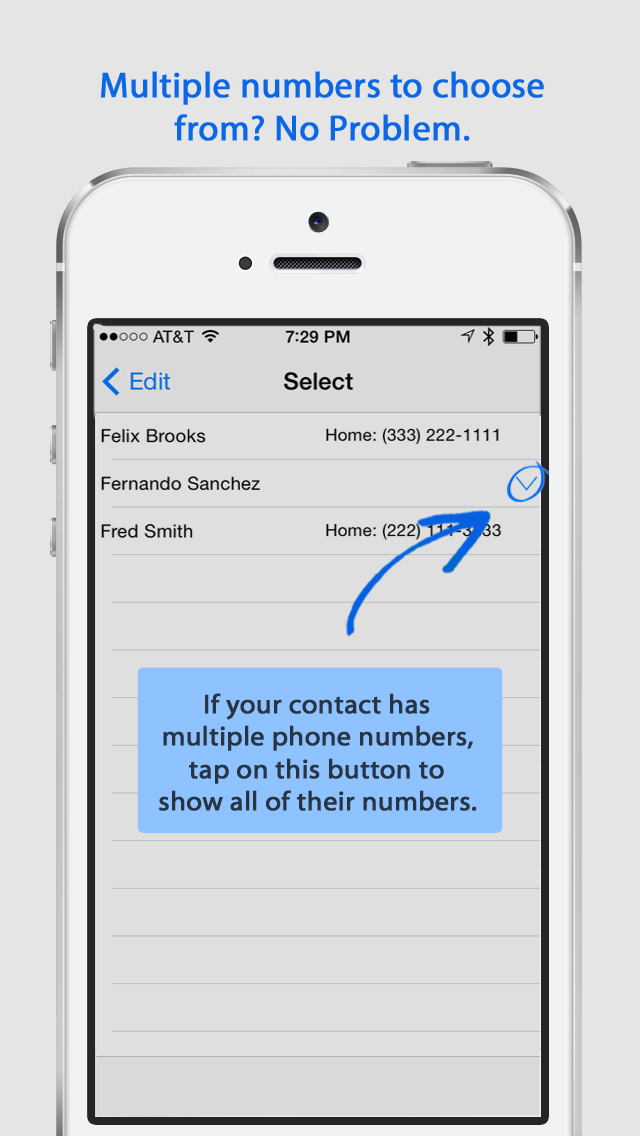 Multiple numbers to choose
from? No Problem.
AT&T 7:29 PM
Edit Select
Felix Brooks Home: (333) 222-1111
Fernando Sanchez
Fred Smith Home: (222) 111-3333
If your contact has
multiple phone numbers,
tap on this button to
show all of their numbers.